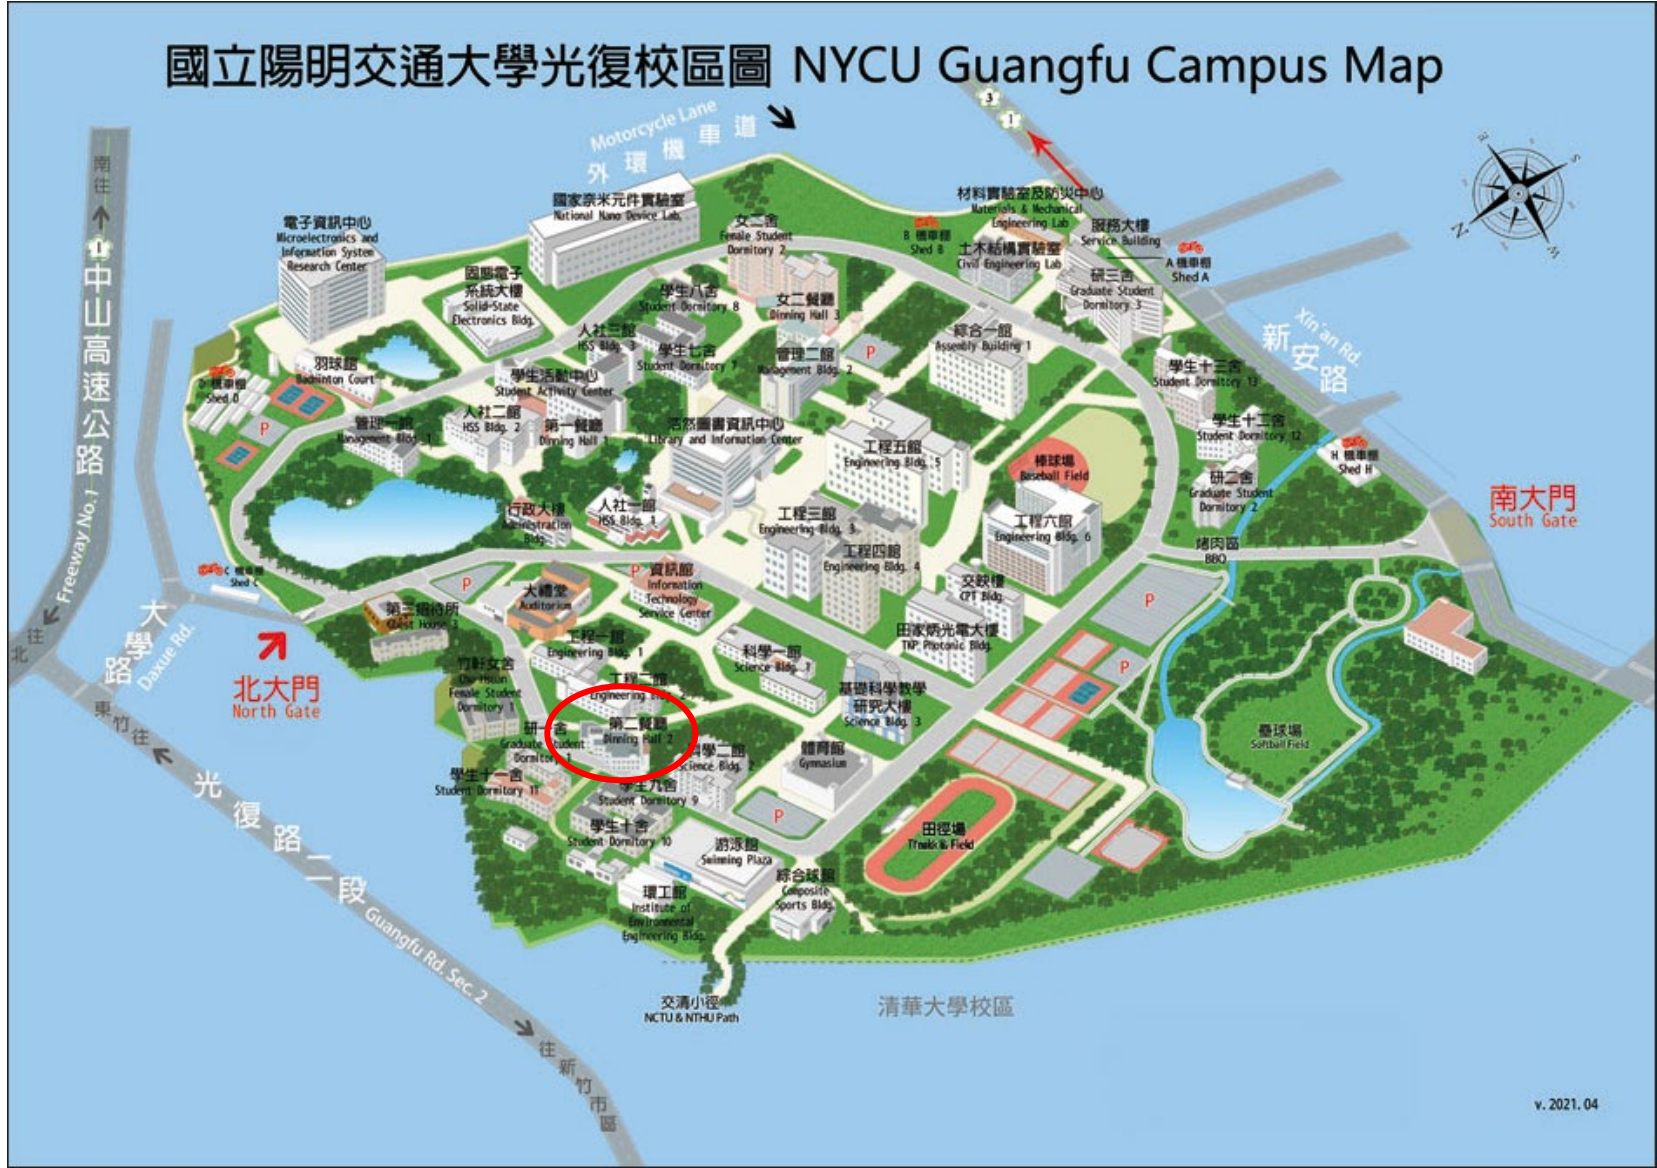 國立陽明交通大學光復校區圖 NYCU Guangfu Campus Map
Motorcycle Lane
外環機車道
3
1
南往
1
中山高速公路
Freeway No.1
往北
大學路
Daxue Rd.
北大門
North Gate
東竹往
光復路二段
Guangfu Rd. Sec. 2
往新竹市區
電子資訊中心
Microelectronics and
Information System
Research Center
固態電子
系統大樓
Solid-State
Electronics Bldg.
國家奈米元件實驗室
National Nano Device Lab.
女二舍
Female Student
Dormitory 2
B 機車棚
Shed B
材料實驗室及防災中心
Materials & Mechanical
Engineering Lab
服務大樓
Service Building
A 機車棚
Shed A
土木結構實驗室
Civil Engineering Lab
研三舍
Graduate Student
Dormitory 3
學生八舍
Student Dormitory 8
女二餐廳
Dinning Hall 3
綜合一館
Assembly Building 1
新安路
Xin'an Rd.
人社三館
HSS Bldg. 3
學生七舍
Student Dormitory 7
管理二館
Management Bldg. 2
P
學生十三舍
Student Dormitory 13
羽球館
Badminton Court
D 機車棚
Shed D
P
學生活動中心
Student Activity Center
人社二館
HSS Bldg. 2
第一餐廳
Dinning Hall 1
管理一館
Management Bldg. 1
浩然圖書資訊中心
Library and Information Center
工程五館
Engineering Bldg. 5
棒球場
Baseball Field
學生十二舍
Student Dormitory 12
H 機車棚
Shed H
研二舍
Graduate Student
Dormitory 2
南大門
South Gate
行政大樓
Administration
Bldg.
人社一館
HSS Bldg. 1
工程三館
Engineering Bldg. 3
工程四館
Engineering Bldg. 4
工程六館
Engineering Bldg. 6
烤肉區
BBQ
C 機車棚
Shed C
P
大禮堂
Auditorium
P
資訊館
Information
Technology
Service Center
交映樓
CPT Bldg.
P
第三招待所
Guest House 3
工程一館
Engineering Bldg. 1
科學一館
Science Bldg. 1
田家炳光電大樓
TKP Photonic Bldg.
P
竹軒女舍
Chu Hsuan
Female Student
Dormitory 1
工程二館
Engineering Bldg. 2
基礎科學教學
研究大樓
Science Bldg. 3
研一舍
Graduate Student
Dormitory 1
第二餐廳
Dinning Hall 2
科學二館
Science Bldg. 2
體育館
Gymnasium
壘球場
Softball Field
學生十一舍
Student Dormitory 11
學生九舍
Student Dormitory 9
P
學生十舍
Student Dormitory 10
游泳館
Swimming Plaza
田徑場
Track & Field
環工館
Institute of
Environmental
Engineering Bldg.
綜合球館
Composite
Sports Bldg.
交清小徑
NCTU & NTHU Path
清華大學校區
v. 2021. 04